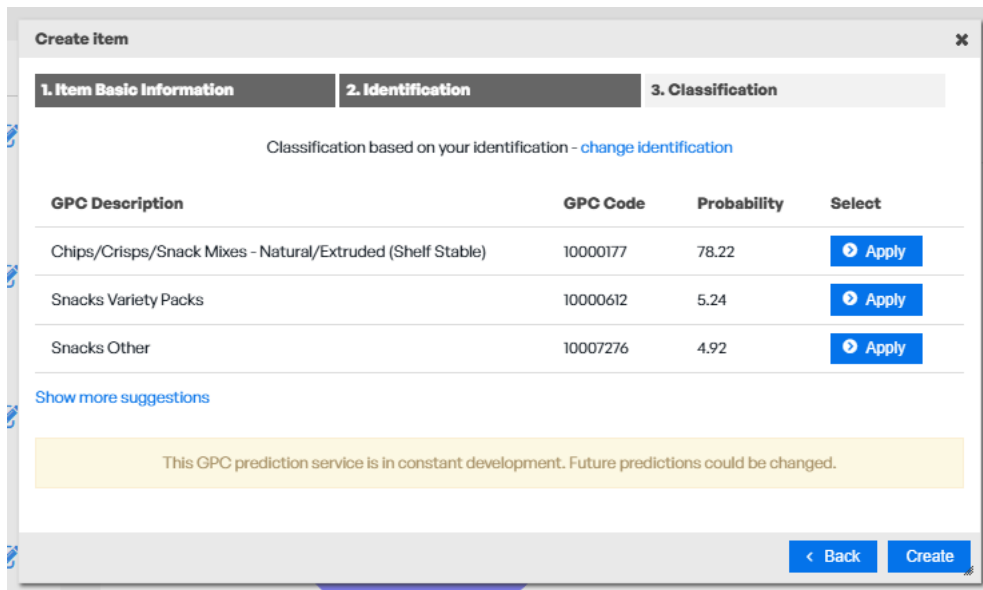 Create item
1. Item Basic Information
2. Identification
3. Classification
Classification based on your identification - change identification
GPC Description GPC Code Probability Select
Chips/Crisps/Snack Mixes - Natural/Extruded (Shelf Stable) 10000177 78.22 Apply
Snacks Variety Packs 10000612 5.24 Apply
Snacks Other 10007276 4.92 Apply
Show more suggestions
This GPC prediction service is in constant development. Future predictions could be changed.
Back Create